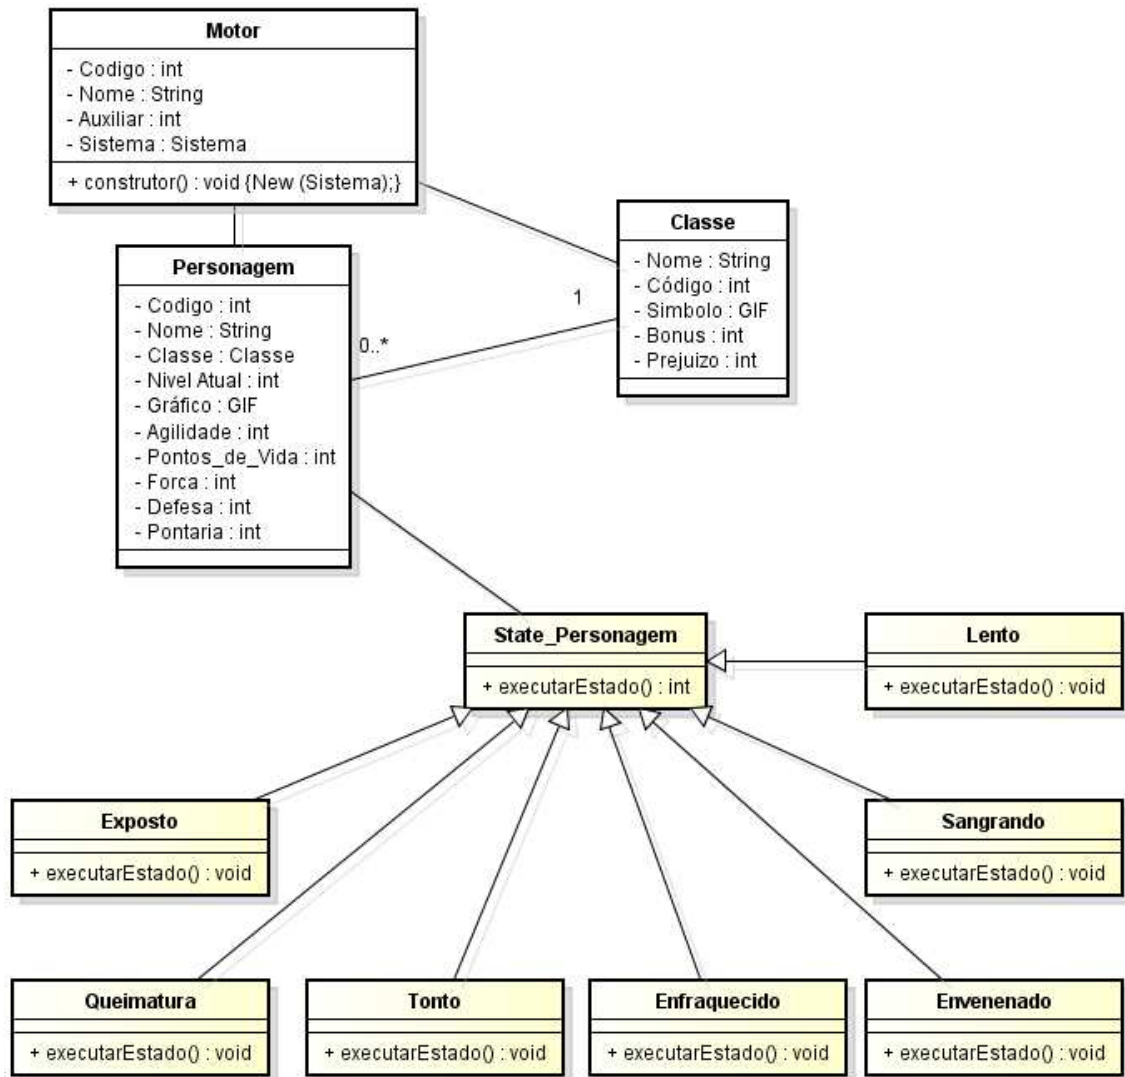 Motor
- Codigo : int
- Nome : String
- Auxiliar : int
- Sistema : Sistema
+ construtor() : void {New (Sistema);}
Classe
- Nome : String
- Código : int
- Simbolo : GIF
- Bonus : int
- Prejuizo : int
1
0..*
Personagem
- Codigo : int
- Nome : String
- Classe : Classe
- Nivel Atual : int
- Gráfico : GIF
- Agilidade : int
- Pontos_de_Vida : int
- Forca : int
- Defesa : int
- Pontaria : int
State_Personagem
+ executarEstado() : int
Lento
+ executarEstado() : void
Exposto
+ executarEstado() : void
Sangrando
+ executarEstado() : void
Queimatura
+ executarEstado() : void
Tonto
+ executarEstado() : void
Enfraquecido
+ executarEstado() : void
Envenenado
+ executarEstado() : void